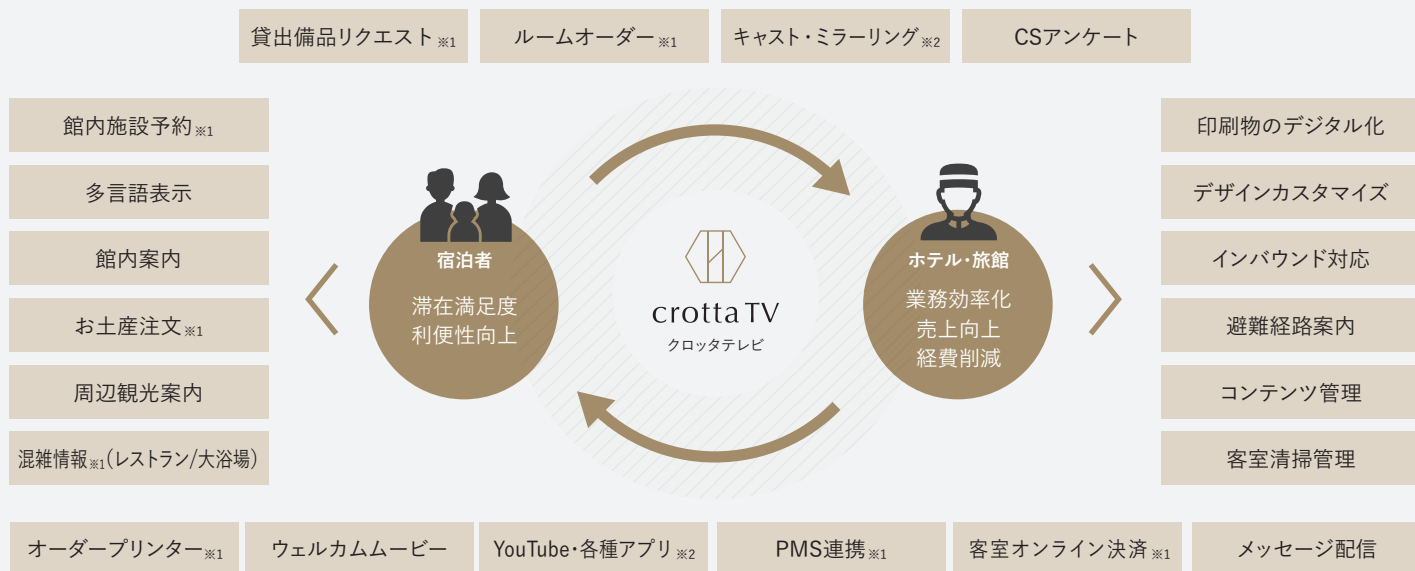 貸出備品リクエスト※1
ルームオーダー※1
キャスト・ミラーリング※2
CSアンケート
館内施設予約※1
多言語表示
館内案内
お土産注文※1
周辺観光案内
混雑情報※1(レストラン/大浴場)
宿泊者
滞在満足度
利便性向上
crotta TV
クロッタテレビ
ホテル・旅館
業務効率化
売上向上
経費削減
印刷物のデジタル化
デザインカスタマイズ
インバウンド対応
避難経路案内
コンテンツ管理
客室清掃管理
オーダープリンター※1
ウェルカムムービー
YouTube・各種アプリ※2
PMS連携※1
客室オンライン決済※1
メッセージ配信